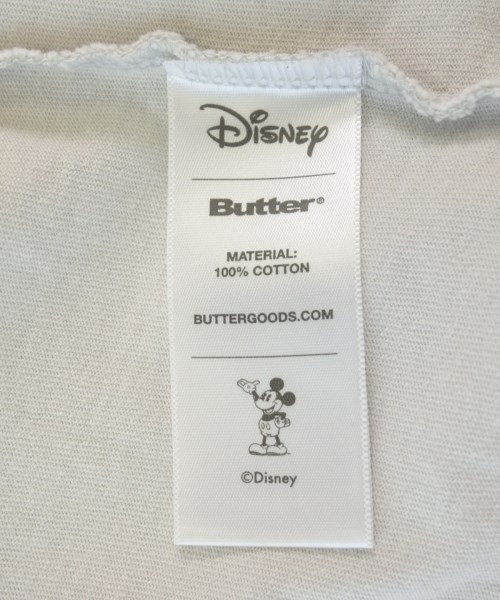 Disney
Butter®
MATERIAL:
100% COTTON
BUTTERGOODS.COM
©Disney